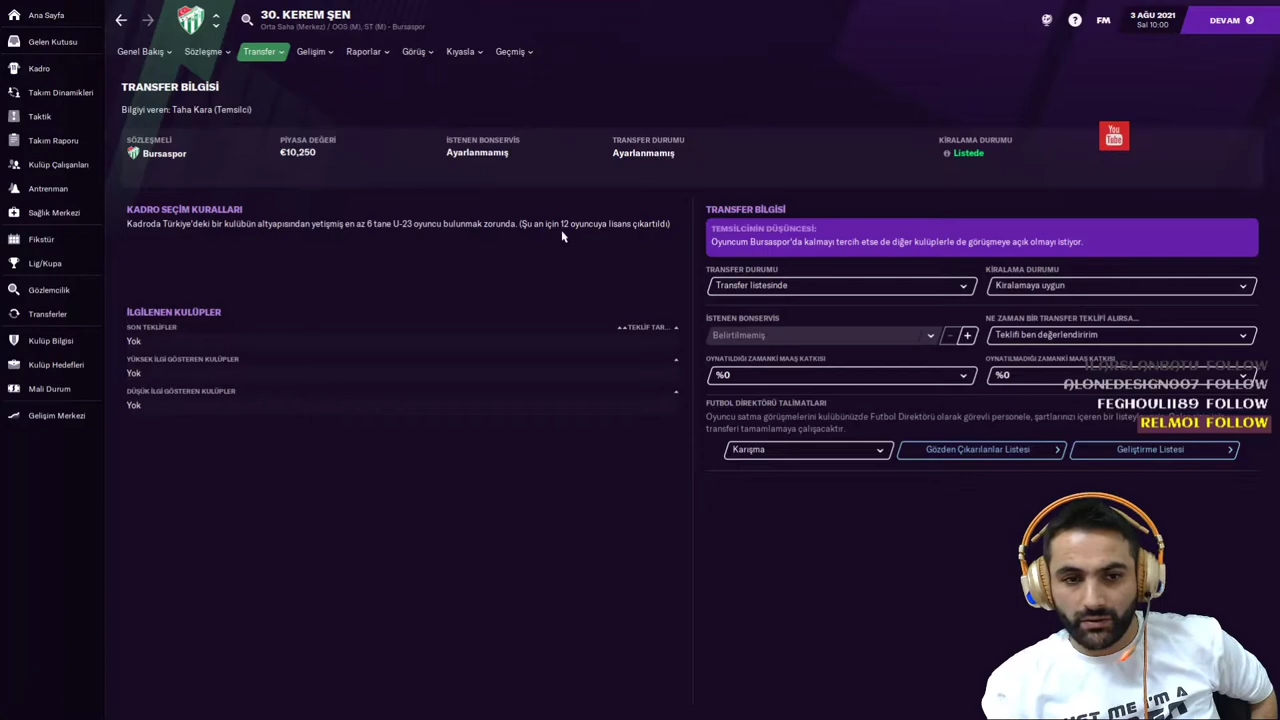 Ana Sayfa
Gelen Kutusu
Kadro
Takım Dinamikleri
Taktik
Takım Raporu
Kulüp Çalışanları
Antrenman
Sağlık Merkezi
Fikstür
Lig/Kupa
Gözlemcilik
Transferler
Kulüp Bilgisi
Kulüp Hedefleri
Mali Durum
Gelişim Merkezi
30. KEREM ŞEN
Orta Saha (Merkez) / OOS (M), ST (M) - Bursaspor
? FM
3 AĞU 2021
Sal 10:00
DEVAM
Genel Bakış Sözleşme Transfer Gelişim Raporlar Görüş Kıyasla Geçmiş
TRANSFER BİLGİSİ
Bilgiyi veren: Taha Kara (Temsilci)
SÖZLEŞMELİ PİYASA DEĞERİ İSTENEN BONSERVİS TRANSFER DURUMU KİRALAMA DURUMU
Bursaspor €10,250 Ayarlanmamış Ayarlanmamış Listede
You
Tube
KADRO SEÇİM KURALLARI
Kadroda Türkiye'deki bir kulübün altyapısından yetişmiş en az 6 tane U-23 oyuncu bulunmak zorunda. (Şu an için 12 oyuncuya lisans çıkartıldı)
İLGİLENEN KULÜPLER
SON TEKLİFLER TEKLİF TAR...
Yok
YÜKSEK İLGİ GÖSTEREN KULÜPLER
Yok
DÜŞÜK İLGİ GÖSTEREN KULÜPLER
Yok
TRANSFER BİLGİSİ
TEMSİLCİNİN DÜŞÜNCESİ:
Oyuncum Bursaspor'da kalmayı tercih etse de diğer kulüplerle de görüşmeye açık olmayı istiyor.
TRANSFER DURUMU KİRALAMA DURUMU
Transfer listesinde Kiralamaya uygun
İSTENEN BONSERVİS NE ZAMAN BİR TRANSFER TEKLİFİ ALIRSA...
Belirtilmemiş - + Teklifi ben değerlendiririm
OYNATILDIĞI ZAMANKİ MAAŞ KATKISI OYNATILMADIĞI ZAMANKİ MAAŞ KATKISI
%0 %0
ALONEDESIGN007 FOLLOW
FEGHOULI189 FOLLOW
RELMOI FOLLOW
FUTBOL DİREKTÖRÜ TALİMATLARI
Oyuncu satma görüşmelerini kulübünüzde Futbol Direktörü olarak görevli personele, şartlarınızı içeren bir
transferi tamamlamaya çalışacaktır.
Karışma Gözden Çıkarılanlar Listesi Geliştirme Listesi
JUST ME I'M A